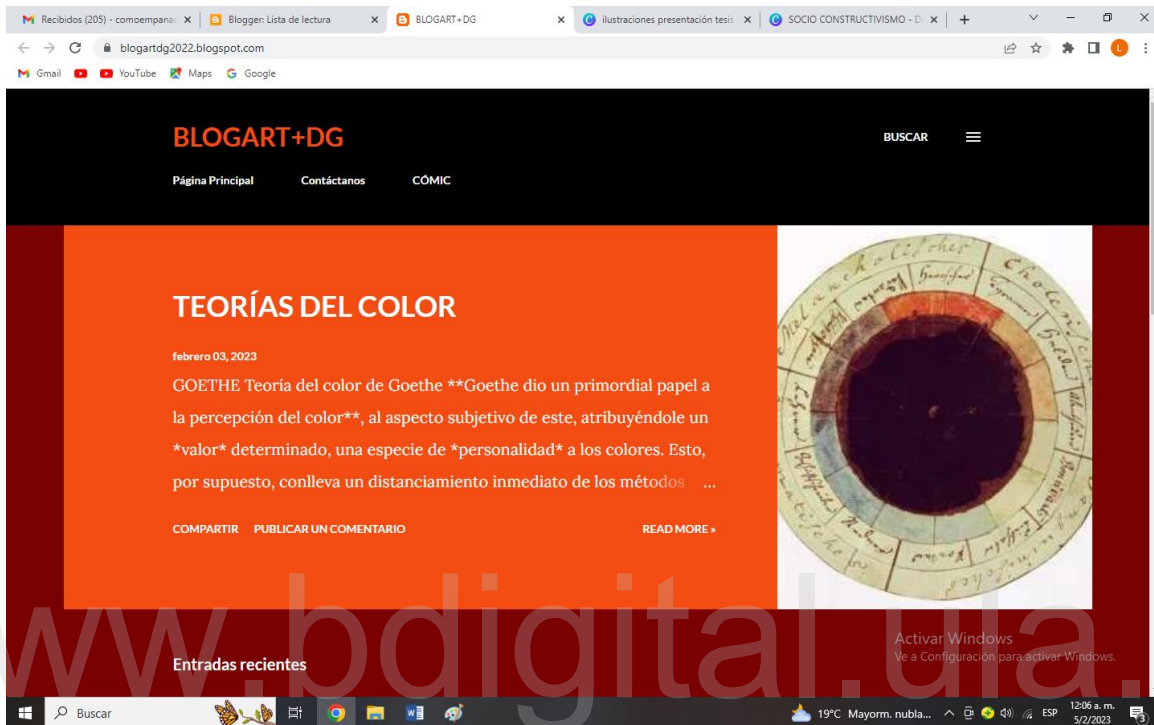 Recibidos (205) - comoempanac
Blogger: Lista de lectura
BLOGART+DG
ilustraciones presentación tesis
SOCIO CONSTRUCTIVISMO - D
blogartdg2022.blogspot.com
L
Gmail YouTube Maps Google
BLOGART+DG
BUSCAR
Página Principal Contáctanos CÓMIC
TEORÍAS DEL COLOR
febrero 03, 2023
GOETHE Teoría del color de Goethe **Goethe dio un primordial papel a
la percepción del color**, al aspecto subjetivo de este, atribuyéndole un
*valor* determinado, una especie de *personalidad* a los colores. Esto,
por supuesto, conlleva un distanciamiento inmediato de los métodos ...
COMPARTIR PUBLICAR UN COMENTARIO READ MORE »
Activar Windows
Ve a Configuración para activar Windows.
Entradas recientes
ww.bdigital.ula.
Buscar
19°C Mayorm. nubla... ESP
12:06 a. m.
5/2/2023
3